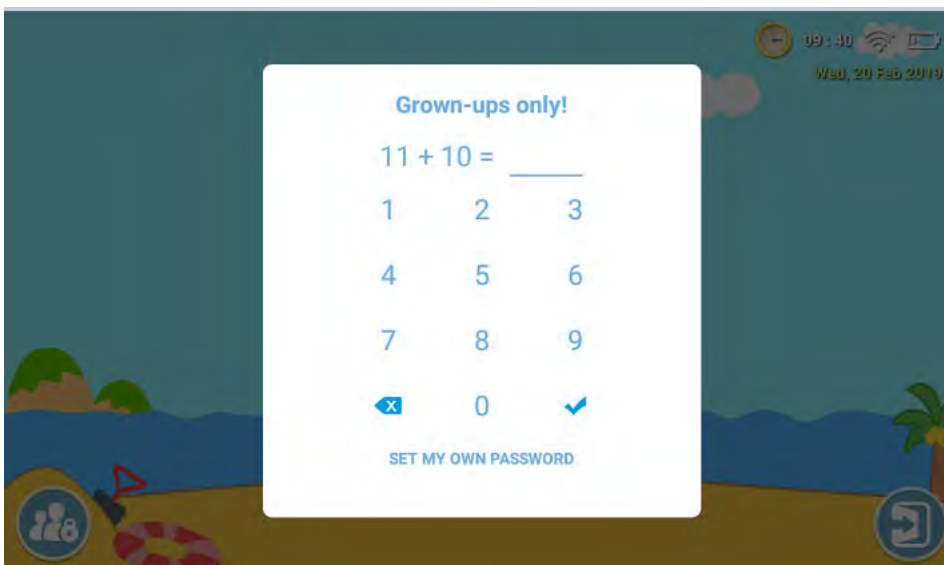 09:40
Wed, 20 Feb 2019
Grown-ups only!
11 + 10 = ____
1 2 3
4 5 6
7 8 9
0
SET MY OWN PASSWORD